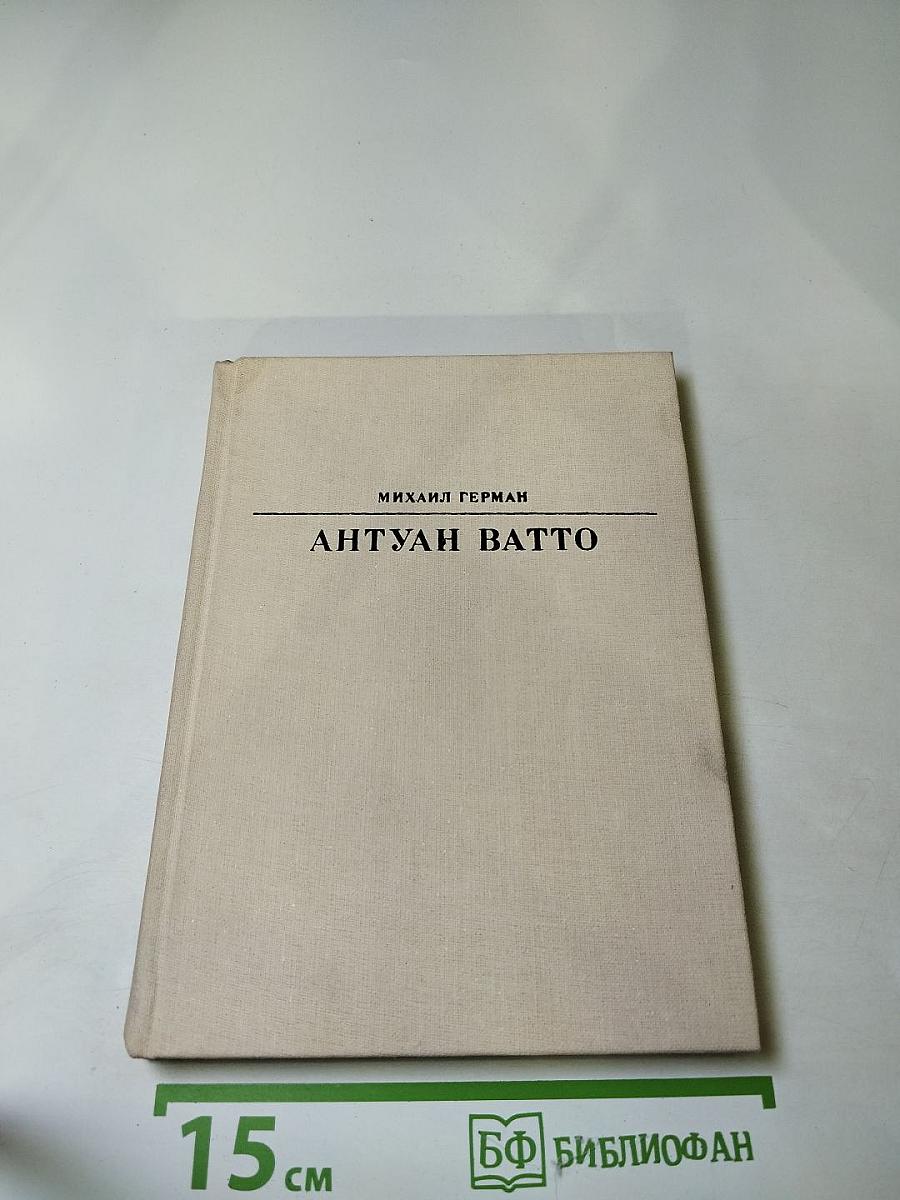 МИХАИЛ ГЕРМАН
АНТУАН ВАТТО
15 см
БФ БИБЛИОФАН